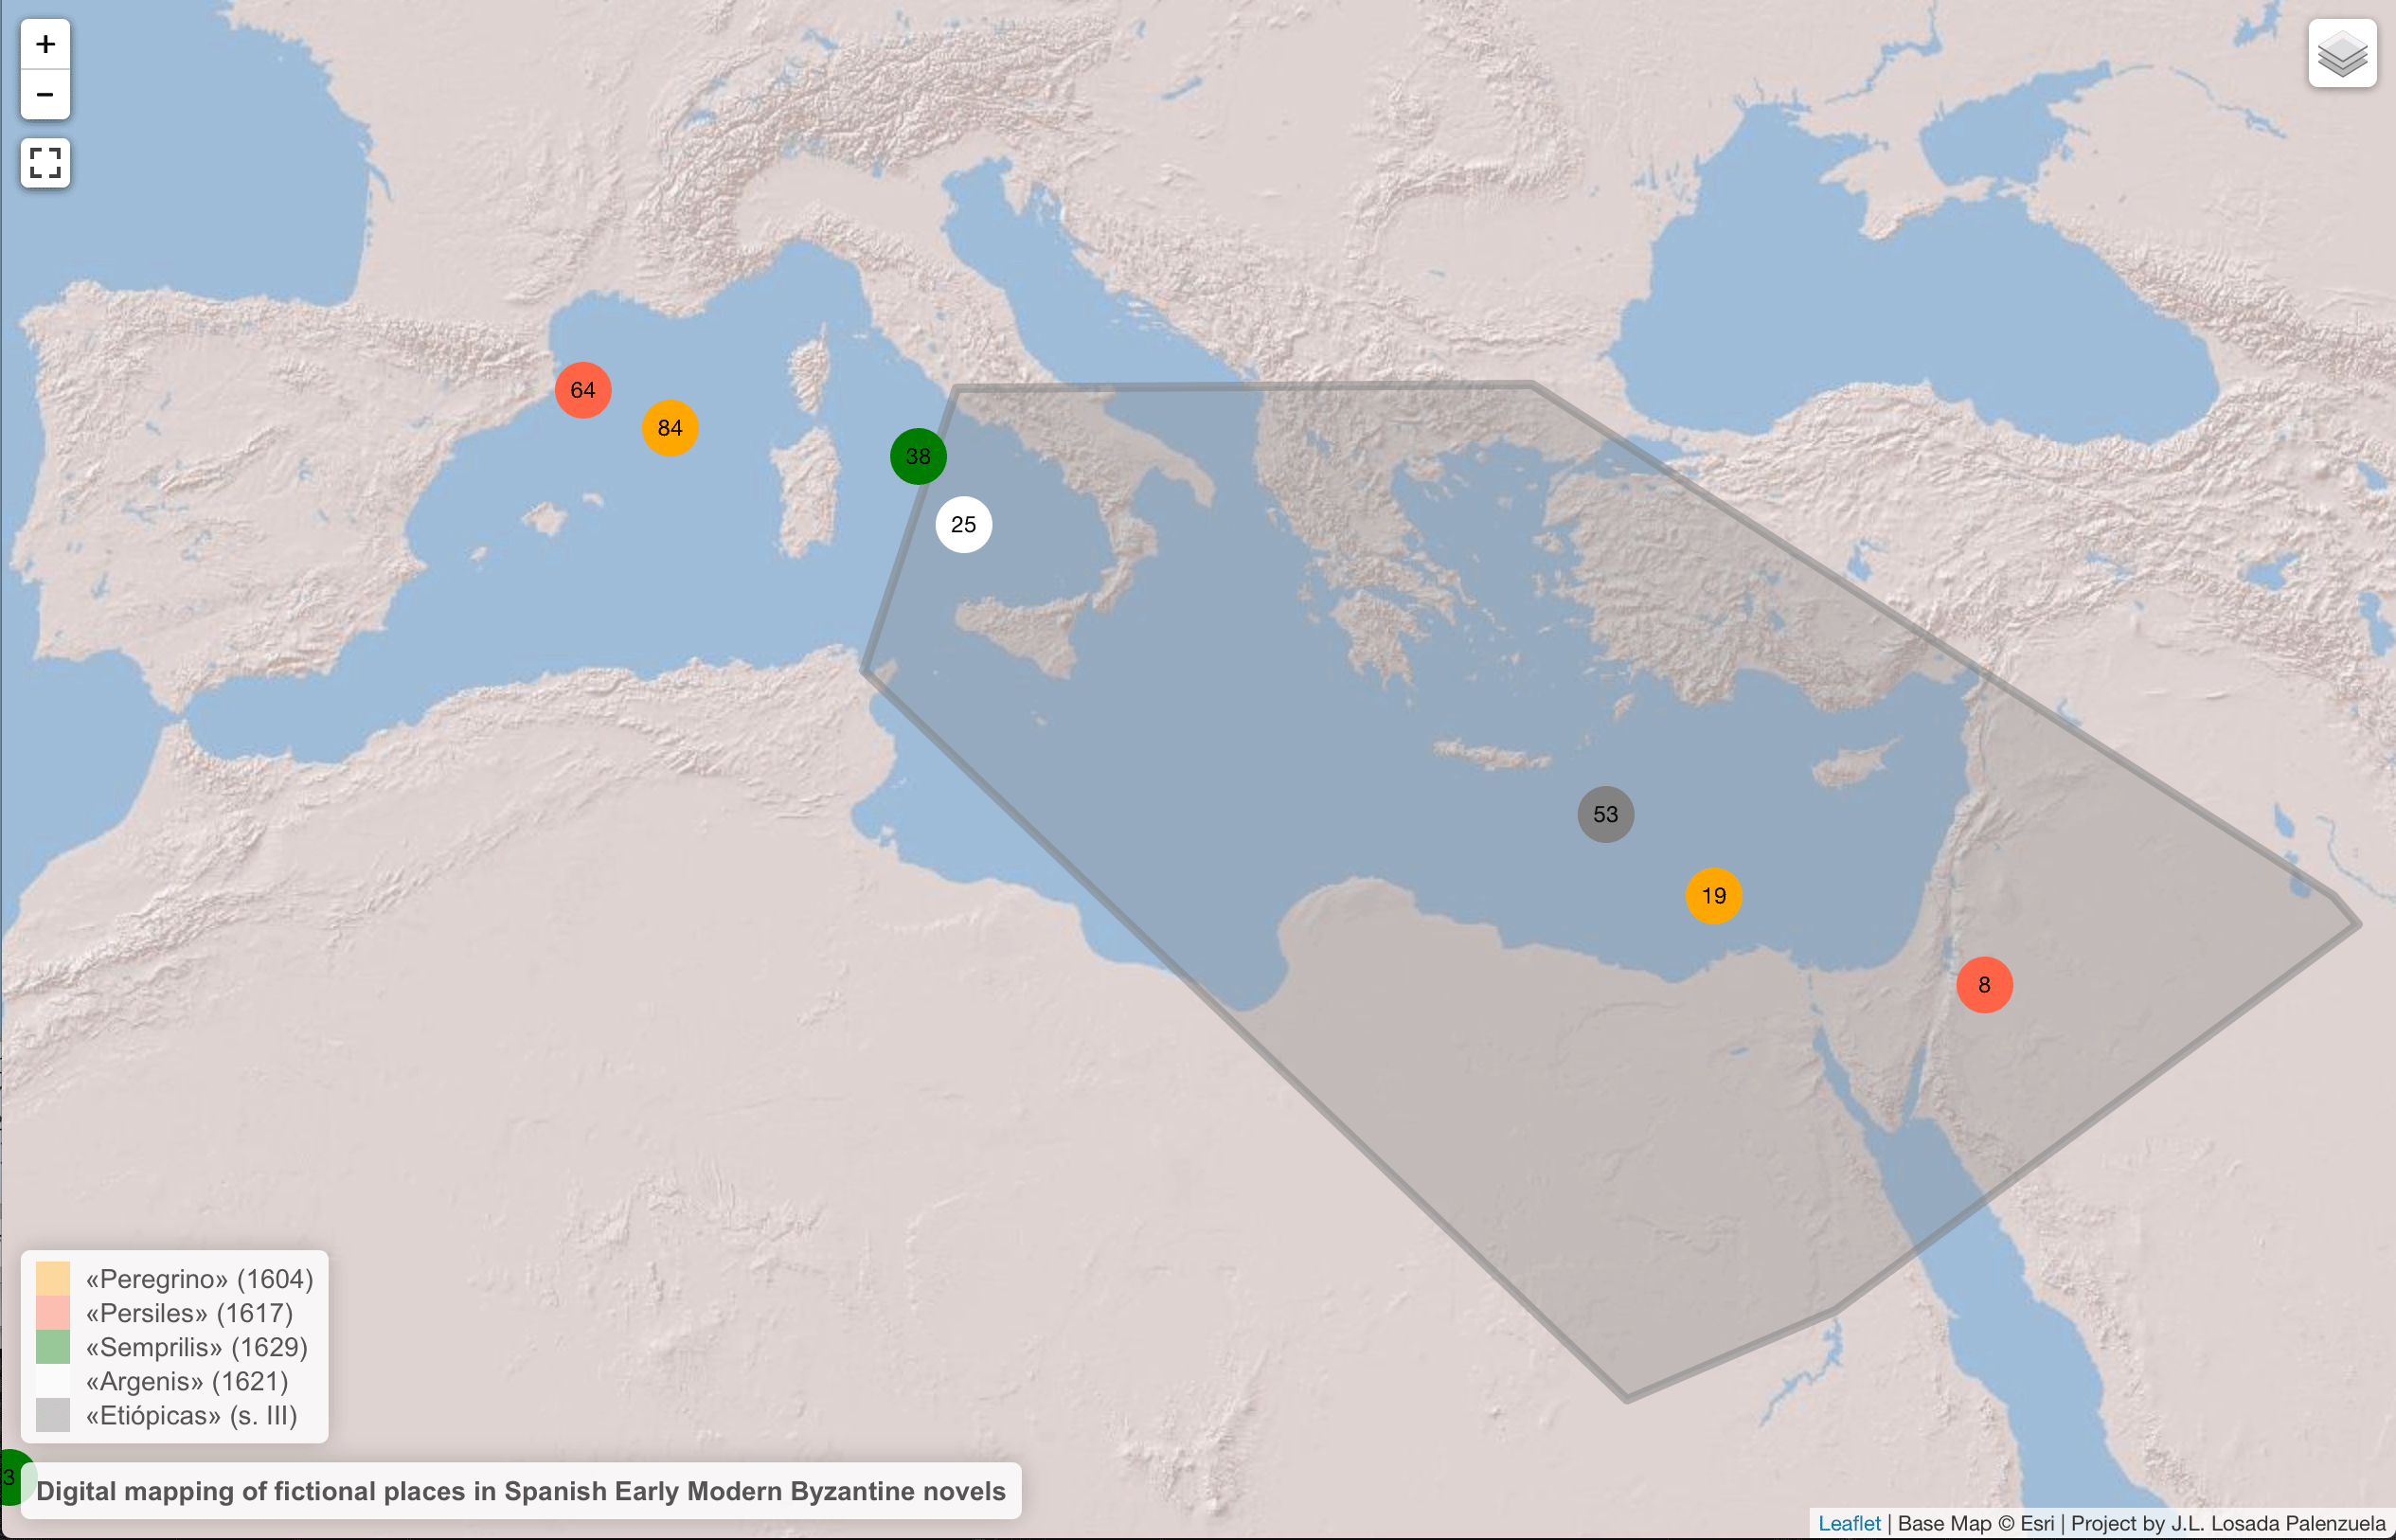 +
−
64
84
38
25
53
19
8
«Peregrino» (1604)
«Persiles» (1617)
«Semprilis» (1629)
«Argenis» (1621)
«Etiópicas» (s. III)
3
Digital mapping of fictional places in Spanish Early Modern Byzantine novels
Leaflet | Base Map © Esri | Project by J.L. Losada Palenzuela